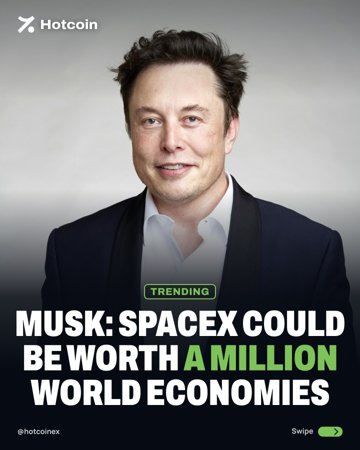 Hotcoin
TRENDING
MUSK: SPACEX COULD
BE WORTH A MILLION
WORLD ECONOMIES
@hotcoinex
Swipe